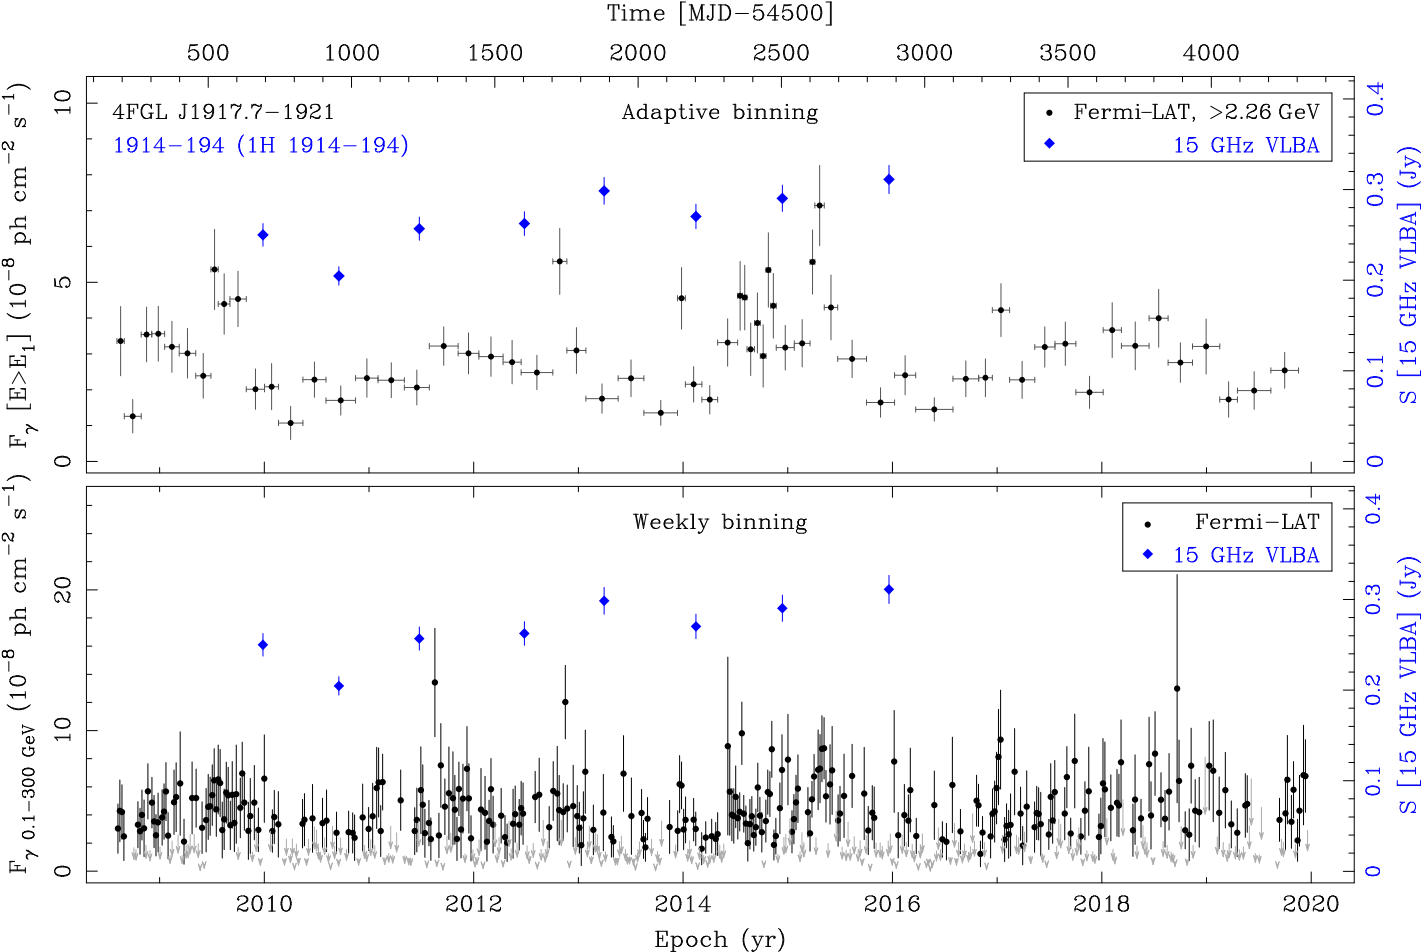 Time [MJD−54500]
500 1000 1500 2000 2500 3000 3500 4000
4FGL J1917.7−1921
1914−194 (1H 1914−194)
Adaptive binning
Fermi−LAT, >2.26 GeV
15 GHz VLBA
F_γ [E>E_1] (10^−8 ph cm^−2 s^−1)
10
5
0
S [15 GHz VLBA] (Jy)
0.4
0.3
0.2
0.1
0
Weekly binning
Fermi−LAT
15 GHz VLBA
F_γ 0.1−300 GeV (10^−8 ph cm^−2 s^−1)
20
10
0
S [15 GHz VLBA] (Jy)
0.4
0.3
0.2
0.1
0
2010 2012 2014 2016 2018 2020
Epoch (yr)